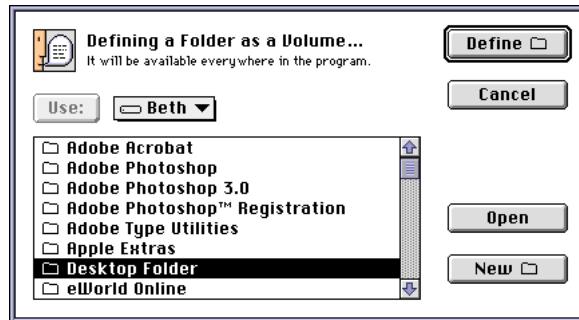 Defining a Folder as a Volume...
It will be available everywhere in the program.
Define
Cancel
Use: Beth
Adobe Acrobat
Adobe Photoshop
Adobe Photoshop 3.0
Adobe Photoshop™ Registration
Adobe Type Utilities
Apple Extras
Desktop Folder
eWorld Online
Open
New